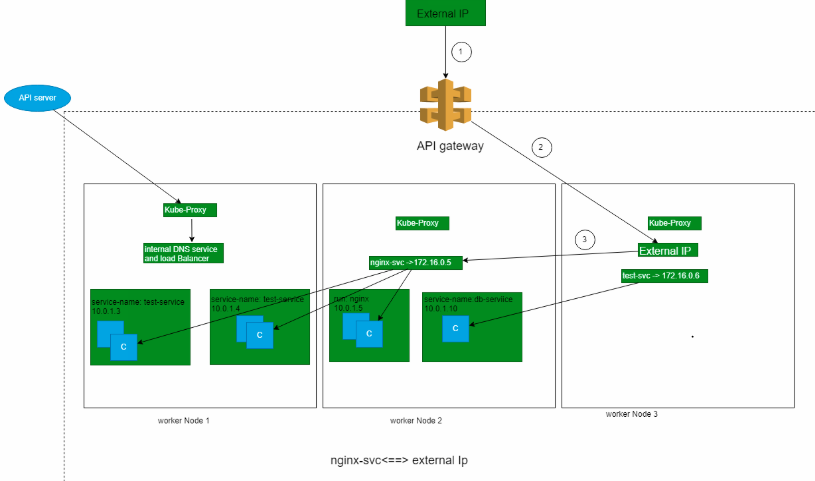 External IP
1
API server
API gateway
2
Kube-Proxy
Kube-Proxy
Kube-Proxy
3
internal DNS service
and load Balancer
nginx-svc ->172.16.0.5
External IP
test-svc -> 172.16.0.6
service-name: test-service
10.0.1.3
C
service-name: test-service
10.0.1.4
C
run: nginx
10.0.1.5
C
service-name:db-service
10.0.1.10
C
worker Node 1
worker Node 2
worker Node 3
nginx-svc<==> external Ip